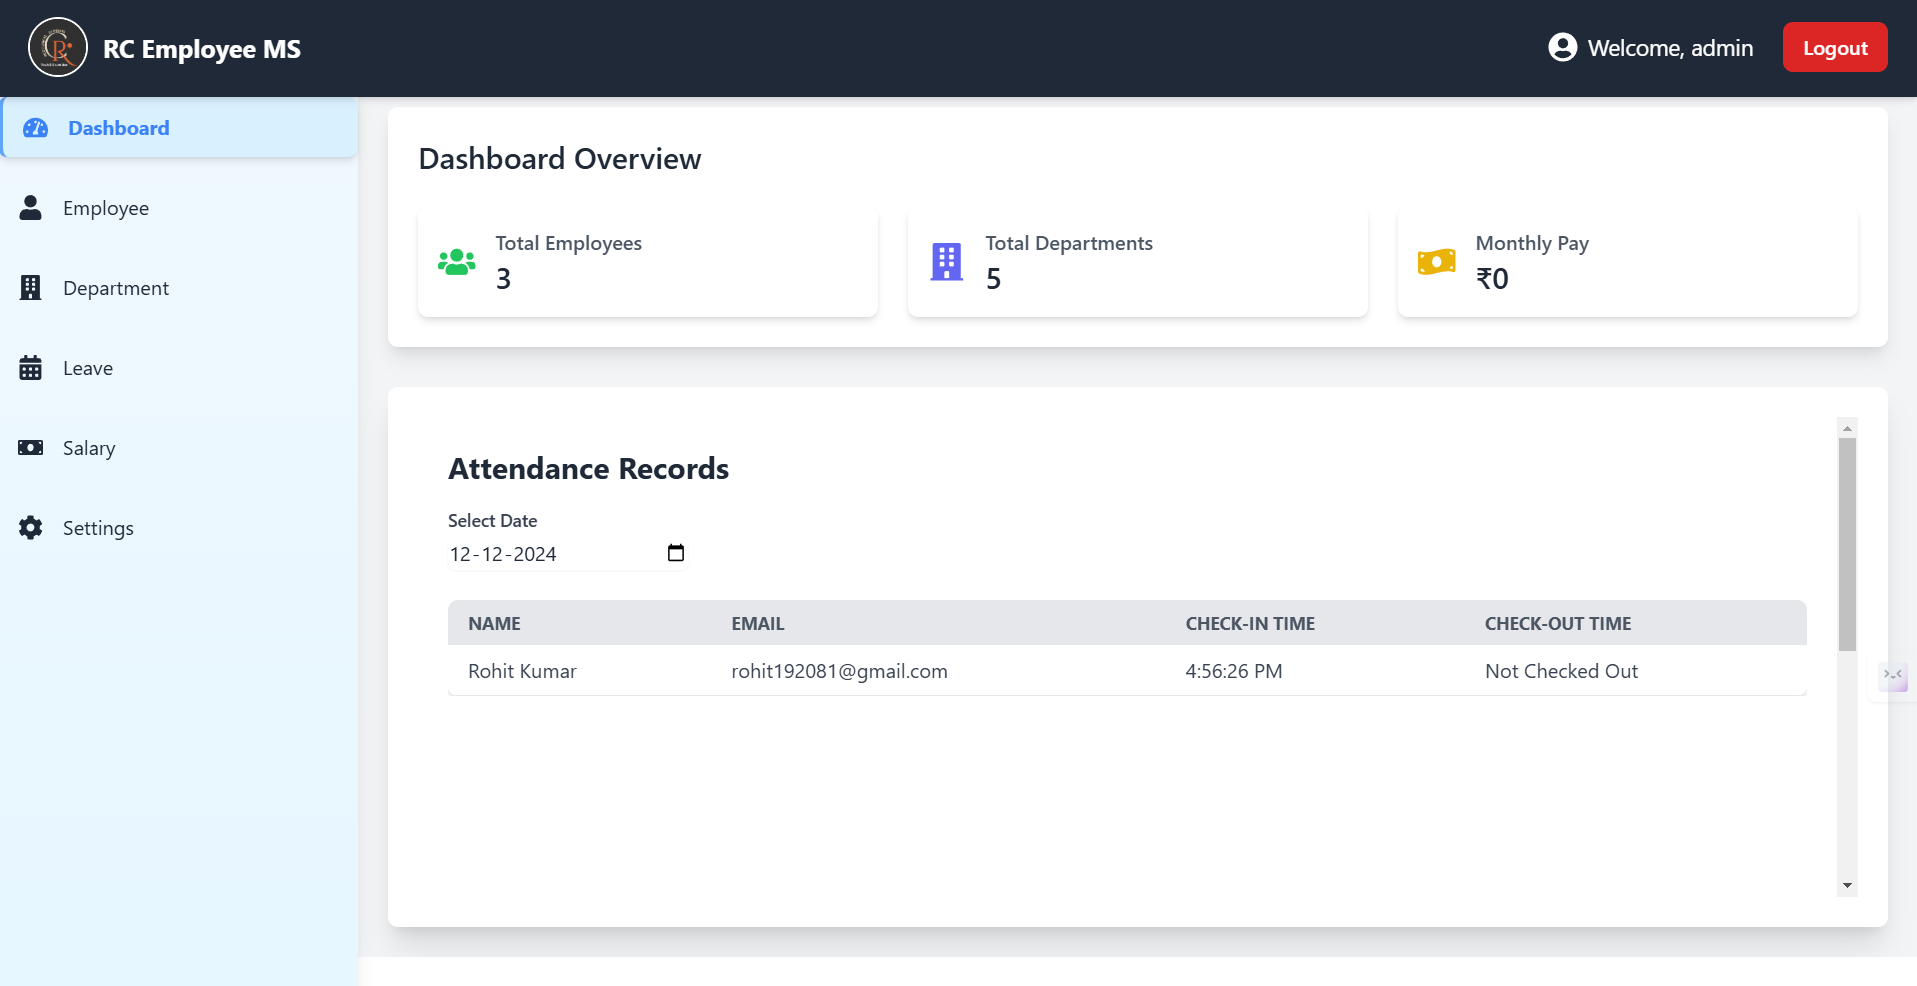 RC Employee MS
Welcome, admin
Logout
Dashboard
Employee
Department
Leave
Salary
Settings
Dashboard Overview
Total Employees
3
Total Departments
5
Monthly Pay
₹0
Attendance Records
Select Date
12-12-2024
NAME EMAIL CHECK-IN TIME CHECK-OUT TIME
Rohit Kumar rohit192081@gmail.com 4:56:26 PM Not Checked Out